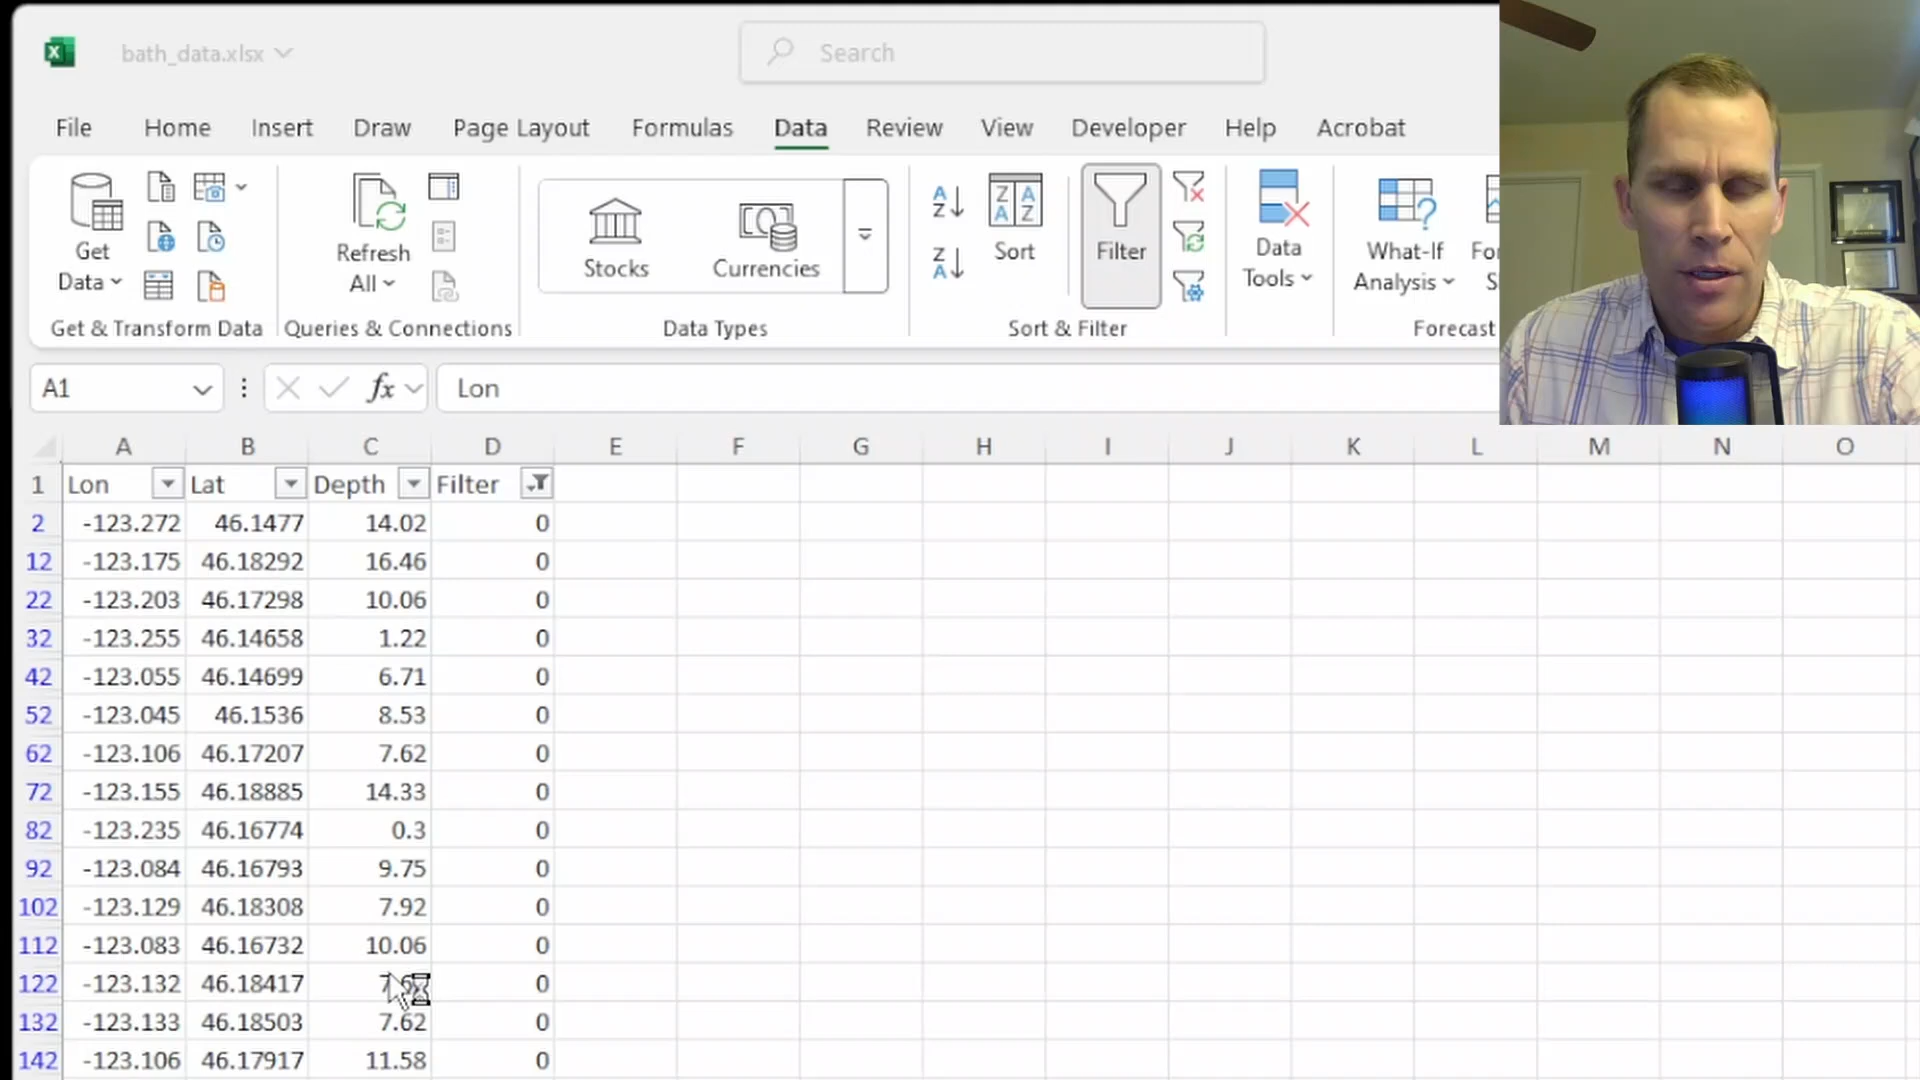 bath_data.xlsx
Search
File Home Insert Draw Page Layout Formulas Data Review View Developer Help Acrobat
Get Data
Refresh All
Stocks
Currencies
Sort
Filter
Data Tools
What-If Analysis
Get & Transform Data
Queries & Connections
Data Types
Sort & Filter
Forecast
A1 fx Lon
A B C D E F G H I J K L M N O
1 Lon Lat Depth Filter
2 -123.272 46.1477 14.02 0
12 -123.175 46.18292 16.46 0
22 -123.203 46.17298 10.06 0
32 -123.255 46.14658 1.22 0
42 -123.055 46.14699 6.71 0
52 -123.045 46.1536 8.53 0
62 -123.106 46.17207 7.62 0
72 -123.155 46.18885 14.33 0
82 -123.235 46.16774 0.3 0
92 -123.084 46.16793 9.75 0
102 -123.129 46.18308 7.92 0
112 -123.083 46.16732 10.06 0
122 -123.132 46.18417 0
132 -123.133 46.18503 7.62 0
142 -123.106 46.17917 11.58 0